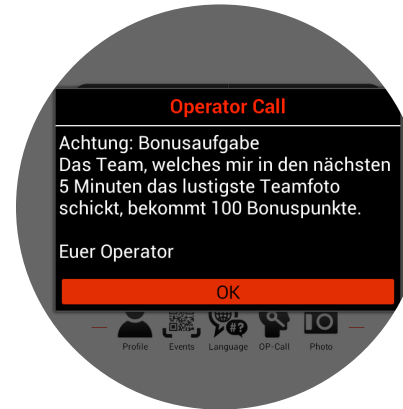 Operator Call
Achtung: Bonusaufgabe
Das Team, welches mir in den nächsten
5 Minuten das lustigste Teamfoto
schickt, bekommt 100 Bonuspunkte.
Euer Operator
OK
#?
Profile Events Language OP-Call Photo